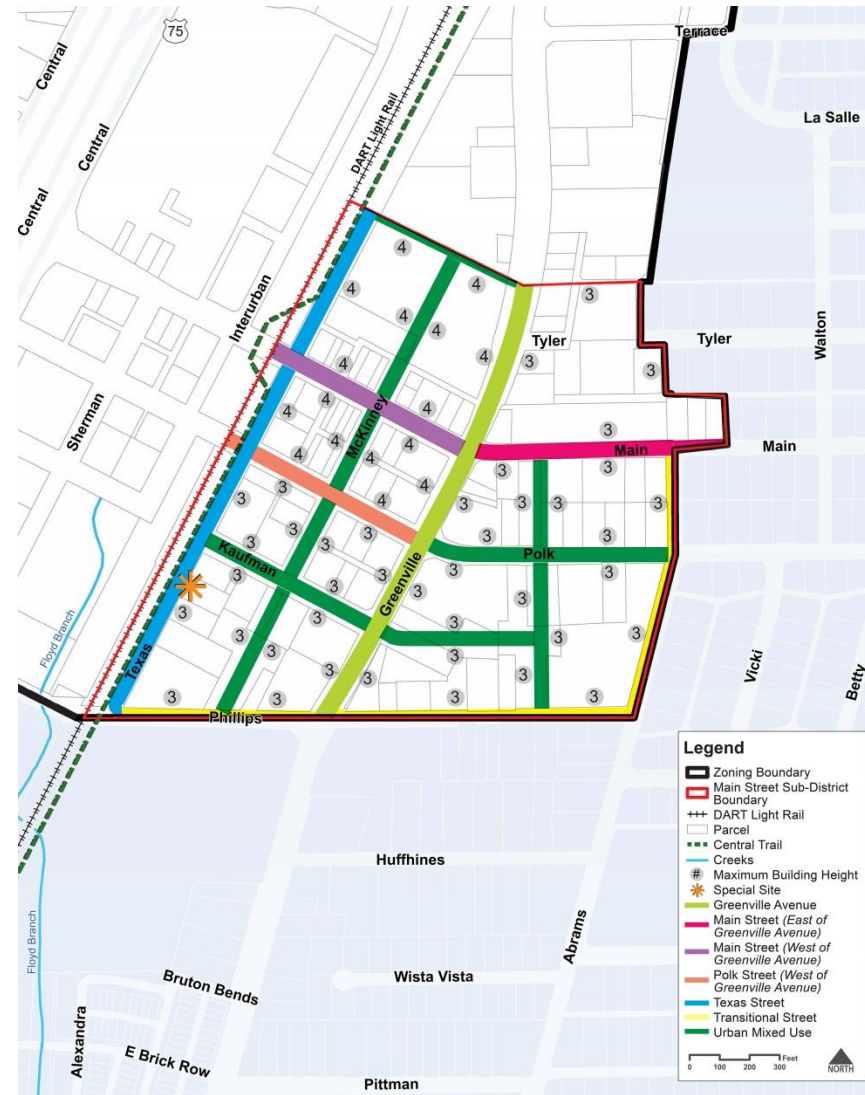 75
Terrace
Central
Central
Central
La Salle
DART Light Rail
4
Interurban
4
4
3
4
4
Tyler
Tyler
Walton
4
3
Sherman
4
3
4
4
4
4
McKinney
3
4
4
Main
Main
4
4
3
3
3
4
3
3
3
3
3
3
3
Kaufman
3
Polk
3
3
3
3
3
3
Floyd Branch
3
Greenville
3
3
3
3
3
3
3
3
Texas
3
3
3
3
3
3
3
3
Vicki
Betty
Phillips
Legend
Zoning Boundary
Main Street Sub-District
Boundary
DART Light Rail
Parcel
Central Trail
Creeks
# Maximum Building Height
Special Site
Greenville Avenue
Main Street (East of
Greenville Avenue)
Main Street (West of
Greenville Avenue)
Polk Street (West of
Greenville Avenue)
Texas Street
Transitional Street
Urban Mixed Use
Feet
0 100 200 300
NORTH
Huffhines
Abrams
Floyd Branch
Bruton Bends
Wista Vista
Alexandra
E Brick Row
Pittman